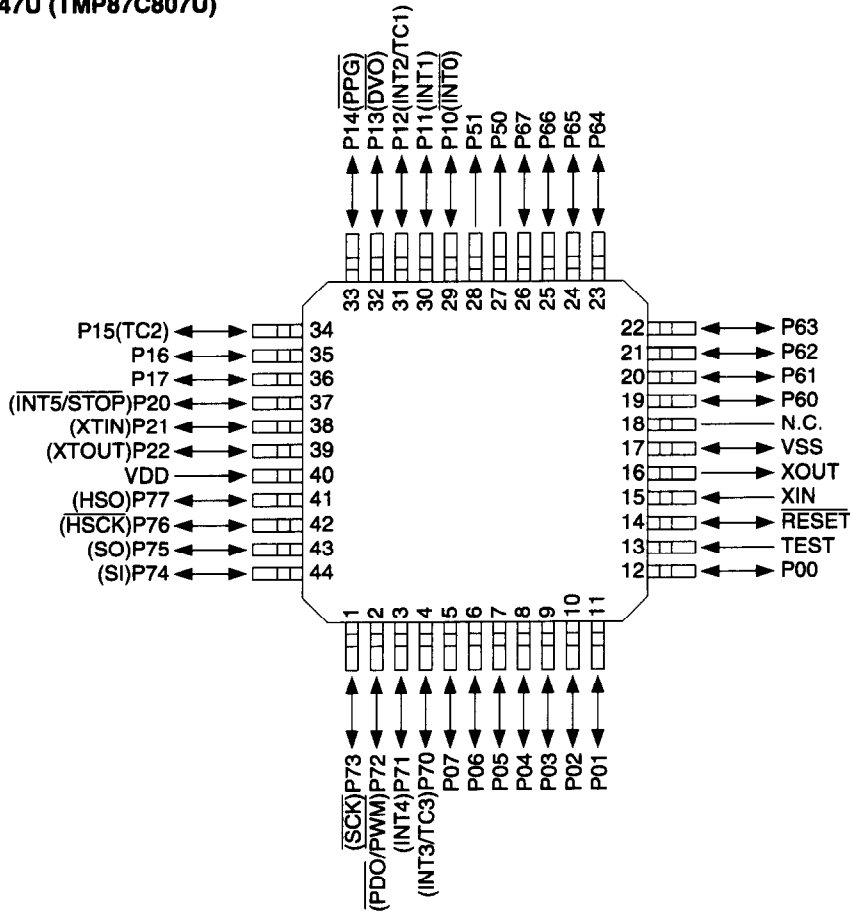 47U (TMP87C807U)
P14(PPG)
P13(DVO)
P12(INT2/TC1)
P11(INT1)
P10(INT0)
P51
P50
P67
P66
P65
P64
33
32
31
30
29
28
27
26
25
24
23
P15(TC2) 34
P16 35
P17 36
(INT5/STOP)P20 37
(XTIN)P21 38
(XTOUT)P22 39
VDD 40
(HSO)P77 41
(HSCK)P76 42
(SO)P75 43
(SI)P74 44
22 P63
21 P62
20 P61
19 P60
18 N.C.
17 VSS
16 XOUT
15 XIN
14 RESET
13 TEST
12 P00
1
2
3
4
5
6
7
8
9
10
11
(SCK)P73
(PDO/PWM)P72
(INT4)P71
(INT3/TC3)P70
P07
P06
P05
P04
P03
P02
P01